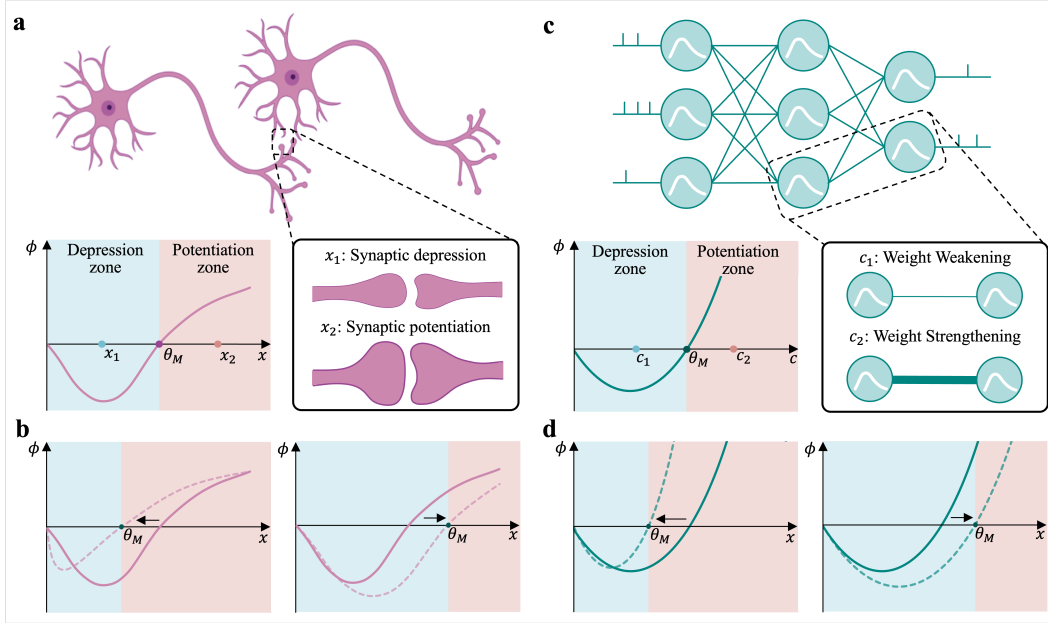 a
ϕ
Depression
zone
Potentiation
zone
x₁
θ_M
x₂
x
x₁: Synaptic depression
x₂: Synaptic potentiation
b
ϕ
θ_M
x
ϕ
θ_M
x
c
ϕ
Depression
zone
Potentiation
zone
c₁
θ_M
c₂
c
c₁: Weight Weakening
c₂: Weight Strengthening
d
ϕ
θ_M
x
ϕ
θ_M
x